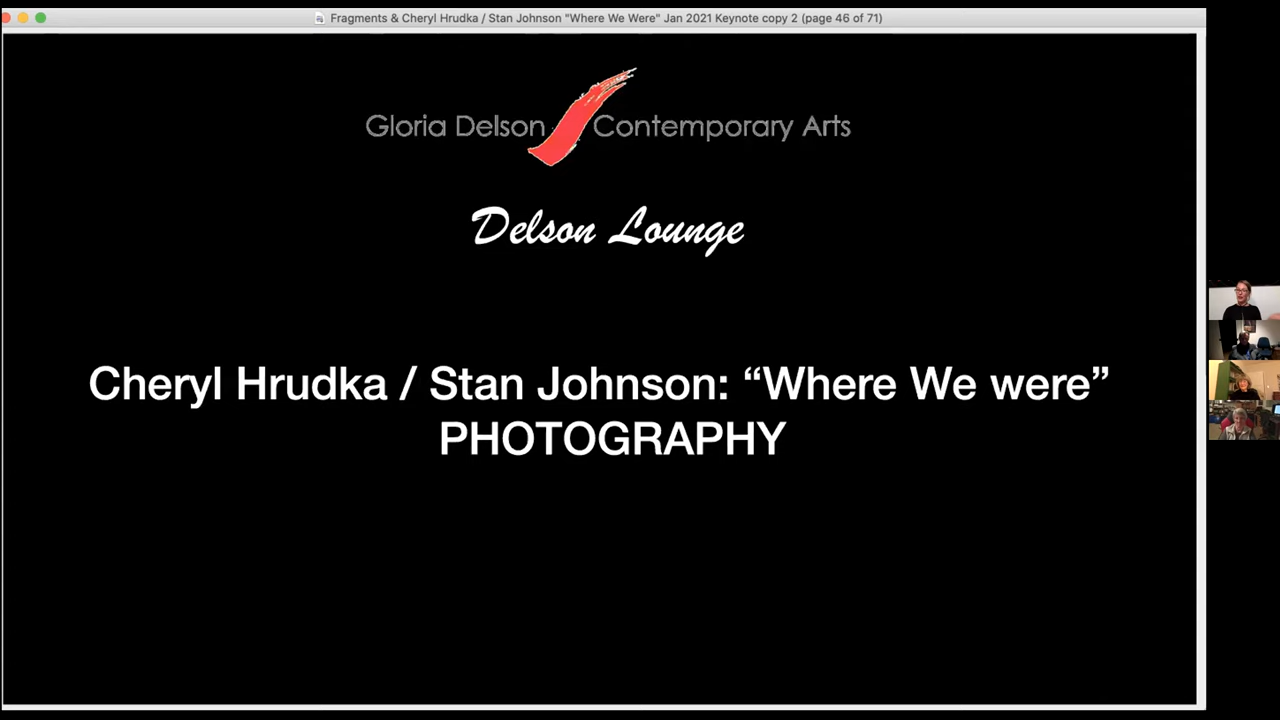 Fragments & Cheryl Hrudka / Stan Johnson "Where We Were" Jan 2021 Keynote copy 2 (page 46 of 71)
Gloria Delson Contemporary Arts
Delson Lounge
Cheryl Hrudka / Stan Johnson: “Where We were”
PHOTOGRAPHY